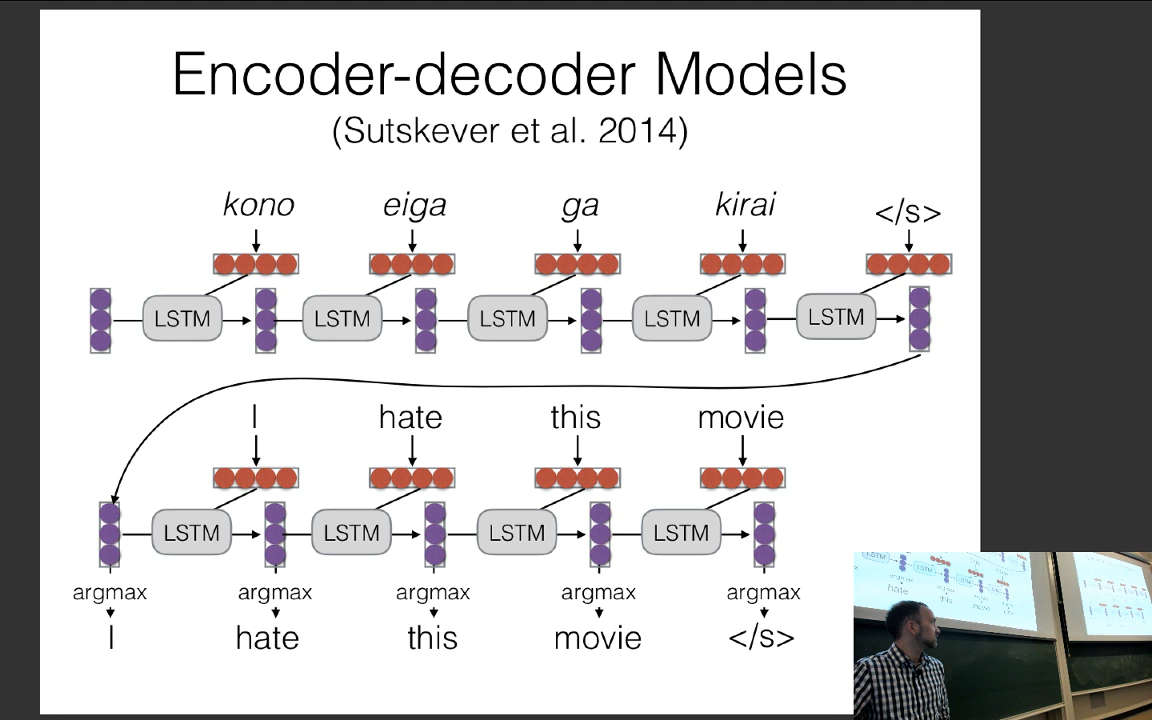 Encoder-decoder Models
(Sutskever et al. 2014)
kono eiga ga kirai </s>
LSTM LSTM LSTM LSTM LSTM
I hate this movie
LSTM LSTM LSTM LSTM
argmax argmax argmax argmax argmax
I hate this movie </s>